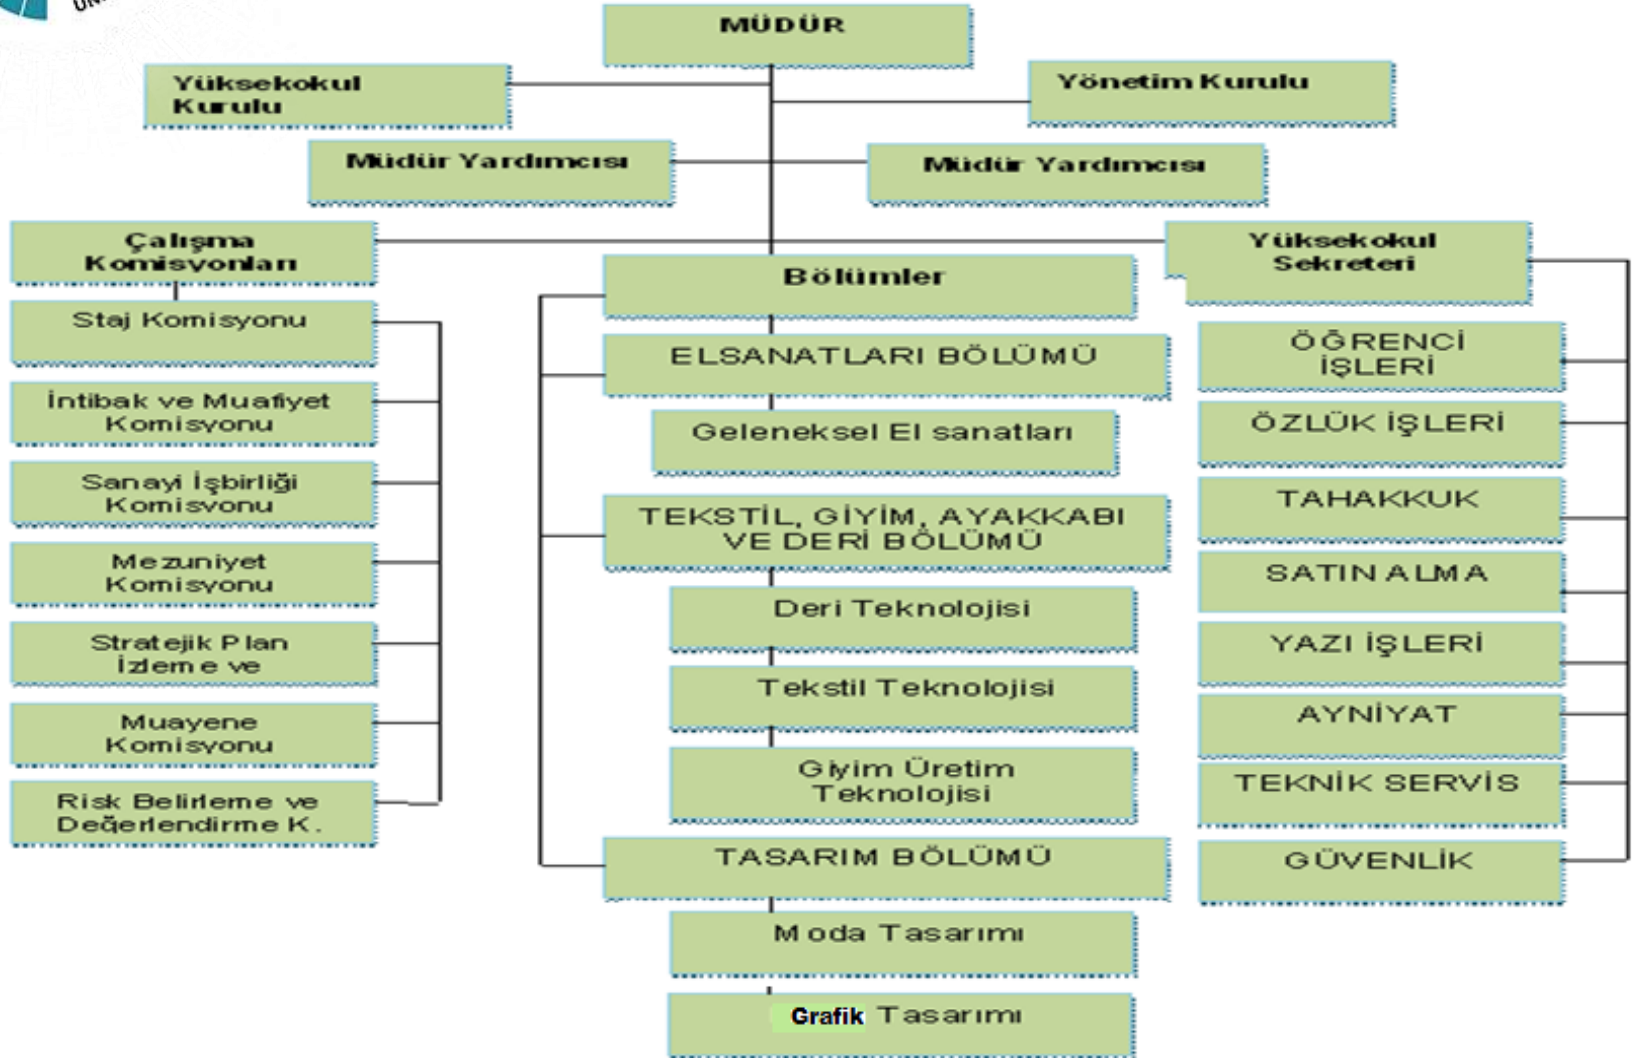 MÜDÜR
Yüksekokul
Kurulu
Yönetim Kurulu
Müdür Yardımcısı
Müdür Yardımcısı
Çalışma
Komisyonları
Staj Komisyonu
İntibak ve Muafiyet
Komisyonu
Sanayi İşbirliği
Komisyonu
Mezuniyet
Komisyonu
Stratejik Plan
İzleme ve
Muayene
Komisyonu
Risk Belirleme ve
Değerlendirme K.
Bölümler
ELSANATLARI BÖLÜMÜ
Geleneksel El sanatları
TEKSTİL, GİYİM, AYAKKABI
VE DERİ BÖLÜMÜ
Deri Teknolojisi
Tekstil Teknolojisi
Giyim Üretim
Teknolojisi
TASARIM BÖLÜMÜ
Moda Tasarımı
Grafik Tasarımı
Yüksekokul
Sekreteri
ÖĞRENCİ
İŞLERİ
ÖZLÜK İŞLERİ
TAHAKKUK
SATIN ALMA
YAZI İŞLERİ
AYNİYAT
TEKNİK SERVİS
GÜVENLİK